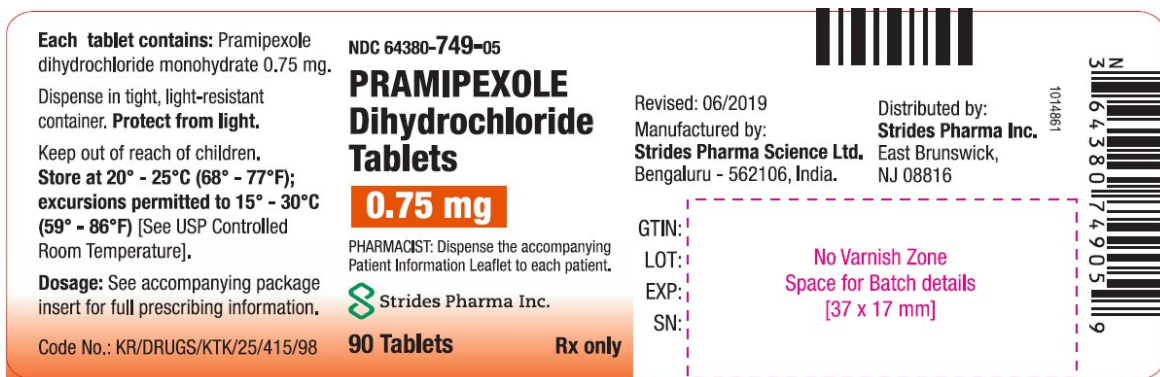 Each tablet contains: Pramipexole
dihydrochloride monohydrate 0.75 mg.
Dispense in tight, light-resistant
container. Protect from light.
Keep out of reach of children.
Store at 20° - 25°C (68° - 77°F);
excursions permitted to 15° - 30°C
(59° - 86°F) [See USP Controlled
Room Temperature].
Dosage: See accompanying package
insert for full prescribing information.
Code No.: KR/DRUGS/KTK/25/415/98
NDC 64380-749-05
PRAMIPEXOLE
Dihydrochloride
Tablets
0.75 mg
PHARMACIST: Dispense the accompanying
Patient Information Leaflet to each patient.
Strides Pharma Inc.
90 Tablets Rx only
Revised: 06/2019
Manufactured by:
Strides Pharma Science Ltd.
Bengaluru - 562106, India.
Distributed by:
Strides Pharma Inc.
East Brunswick,
NJ 08816
1014861
GTIN:
LOT:
EXP:
SN:
No Varnish Zone
Space for Batch details
[37 x 17 mm]
N
3 64380 74905 9